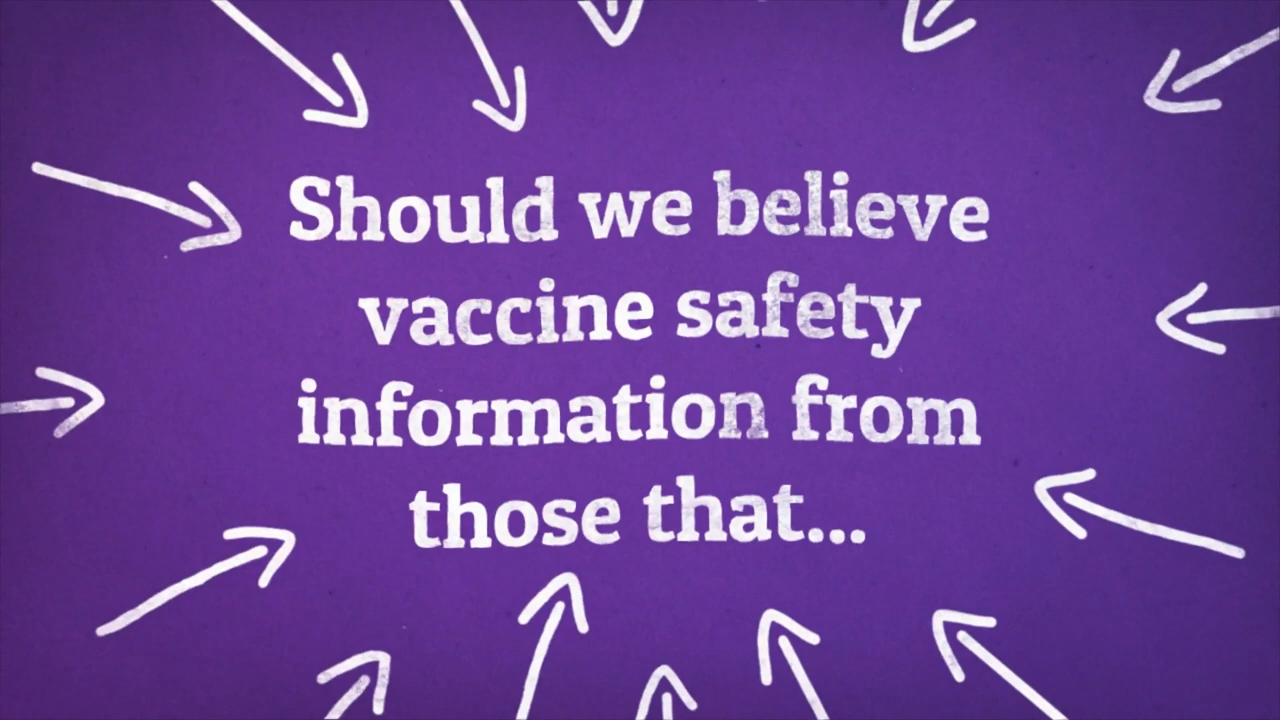 Should we believe
vaccine safety
information from
those that...